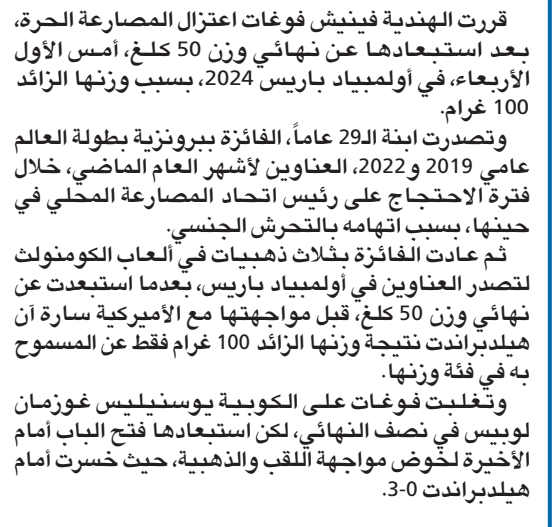 قررت الهندية فينيش فوغات اعتزال المصارعة الحرة،
بعد استبعادها عن نهائي وزن 50 كلغ، أمس الأول
الأربعاء، في أولمبياد باريس 2024، بسبب وزنها الزائد
100 غرام.
وتصدرت ابنة الـ29 عاماً، الفائزة ببرونزية بطولة العالم
عامي 2019 و2022، العناوين لأشهر العام الماضي، خلال
فترة الاحتجاج على رئيس اتحاد المصارعة المحلي في
حينها، بسبب اتهامه بالتحرش الجنسي.
ثم عادت الفائزة بثلاث ذهبيات في ألعاب الكومنولث
لتصدر العناوين في أولمبياد باريس، بعدما استبعدت عن
نهائي وزن 50 كلغ، قبل مواجهتها مع الأميركية سارة آن
هيلدبراندت نتيجة وزنها الزائد 100 غرام فقط عن المسموح
به في فئة وزنها.
وتغلبت فوغات على الكوبية يوسنيليس غوزمان
لوبيس في نصف النهائي، لكن استبعادها فتح الباب أمام
الأخيرة لخوض مواجهة اللقب والذهبية، حيث خسرت أمام
هيلدبراندت 0-3.